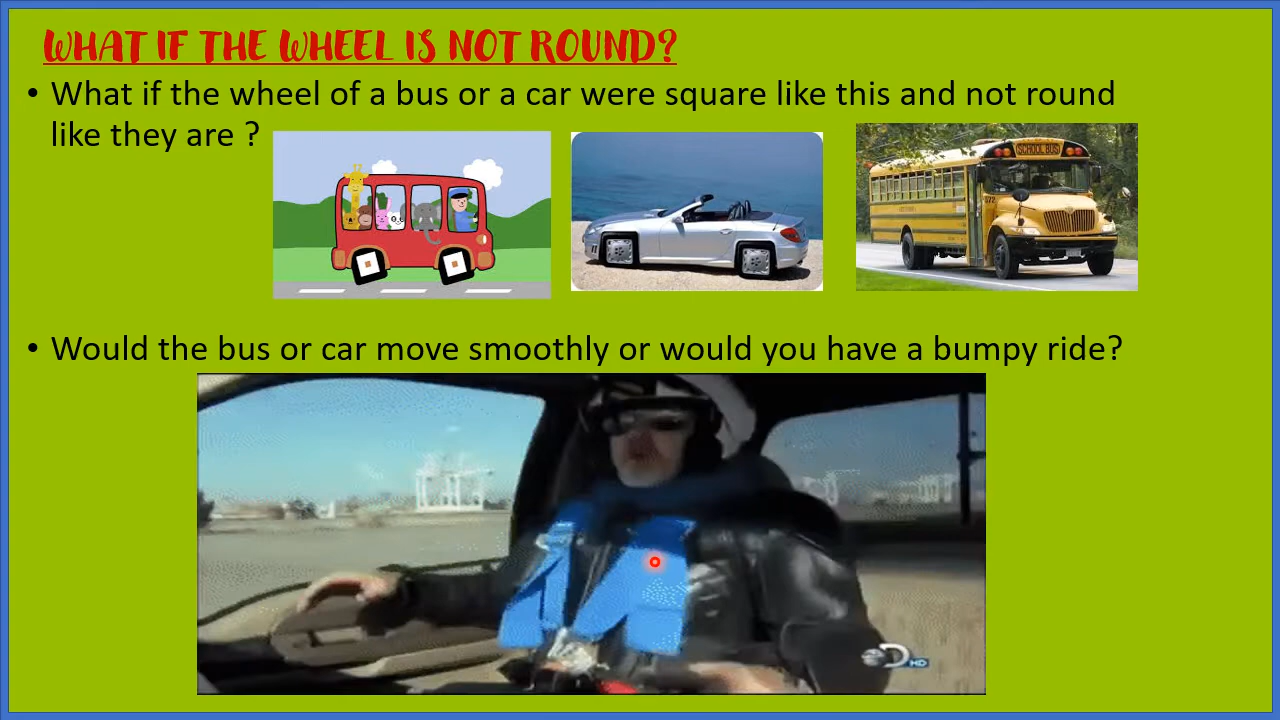 WHAT IF THE WHEEL IS NOT ROUND?
• What if the wheel of a bus or a car were square like this and not round
like they are ?
SCHOOL BUS
• Would the bus or car move smoothly or would you have a bumpy ride?
D HD